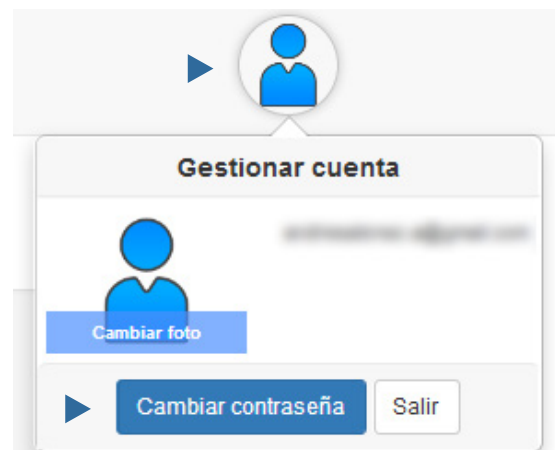 Gestionar cuenta
Cambiar foto
Cambiar contraseña
Salir